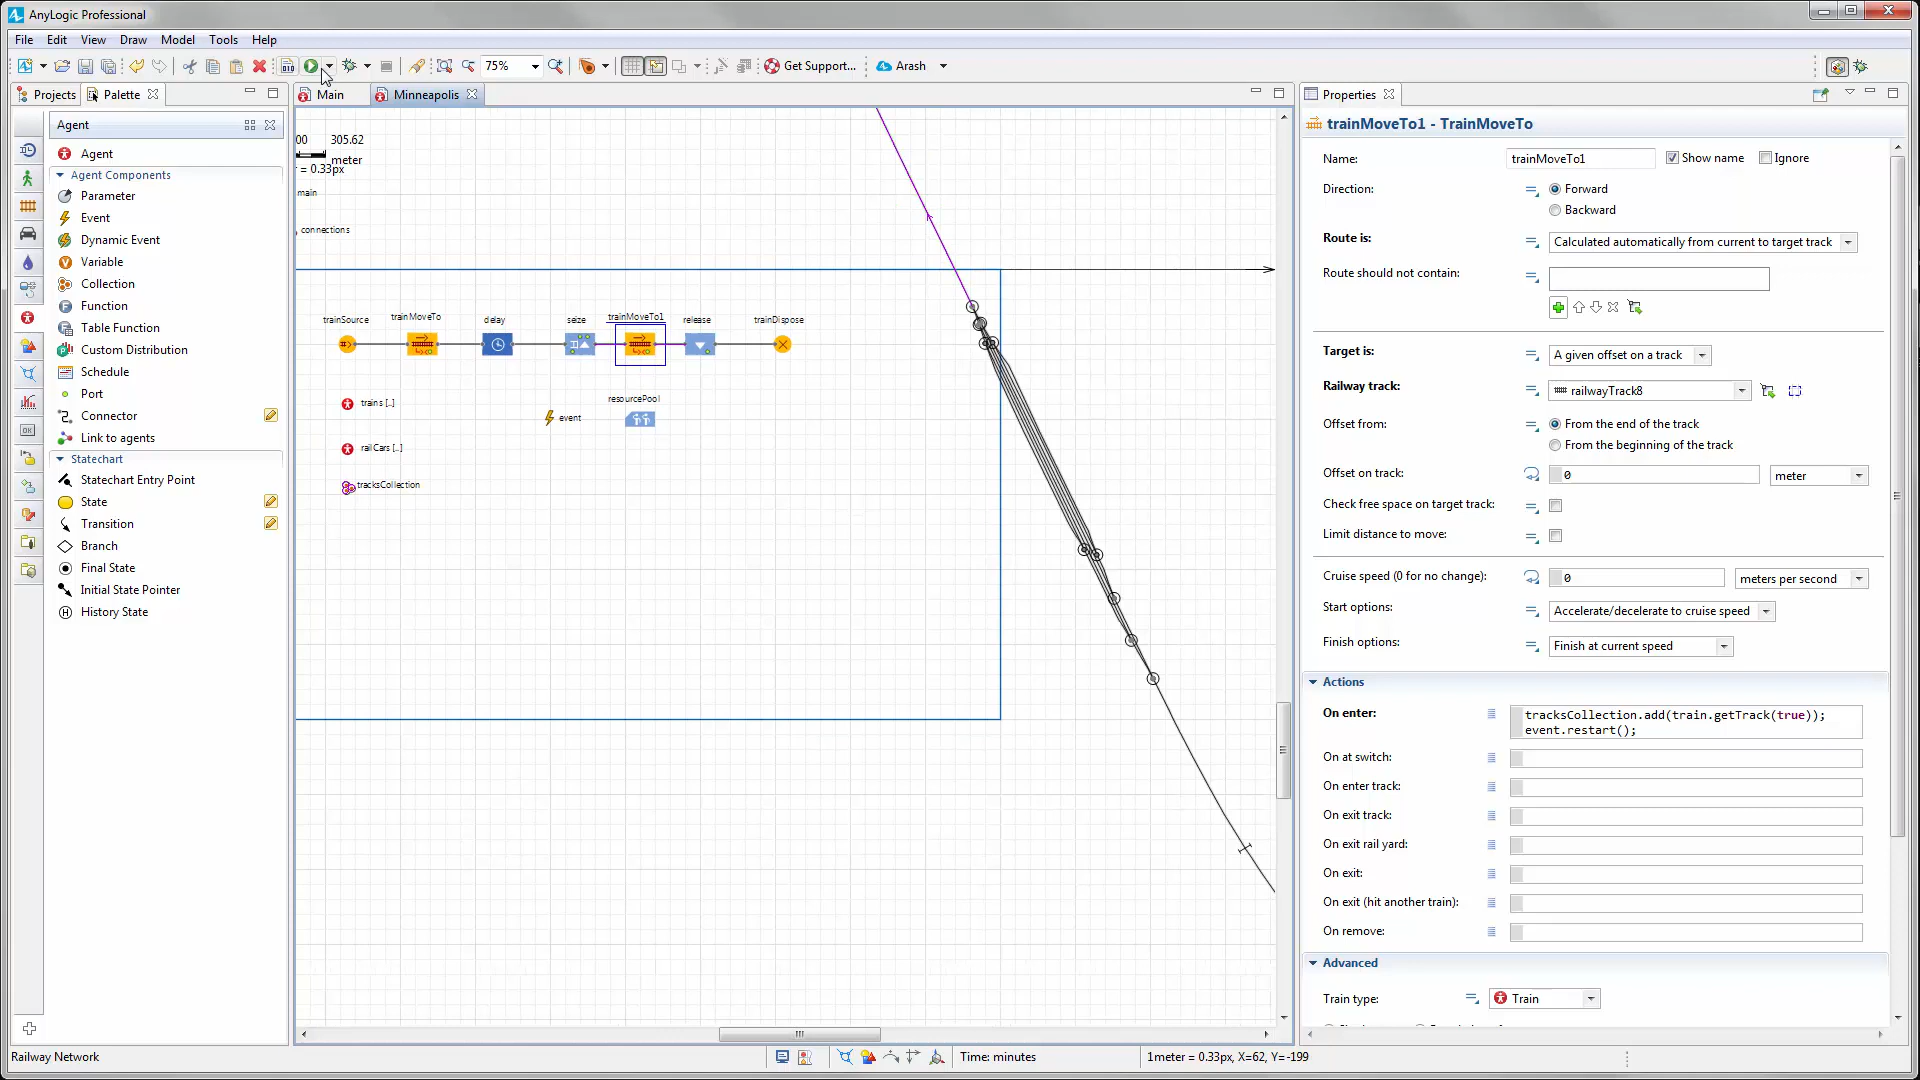 AnyLogic Professional
File Edit View Draw Model Tools Help
75% Get Support... Arash
Projects Palette
Main Minneapolis
Properties
Agent
Agent
Agent Components
Parameter
Event
Dynamic Event
Variable
Collection
Function
Table Function
Custom Distribution
Schedule
Port
Connector
Link to agents
Statechart
Statechart Entry Point
State
Transition
Branch
Final State
Initial State Pointer
History State
00 305.62
meter
r = 0.33px
main
connections
trainSource trainMoveTo delay seize trainMoveTo1 release trainDispose
trains [..]
event
resourcePool
railCars [..]
tracksCollection
trainMoveTo1 - TrainMoveTo
Name: trainMoveTo1 Show name Ignore
Direction: Forward
Backward
Route is: Calculated automatically from current to target track
Route should not contain:
Target is: A given offset on a track
Railway track: railwayTrack8
Offset from: From the end of the track
From the beginning of the track
Offset on track: 0 meter
Check free space on target track:
Limit distance to move:
Cruise speed (0 for no change): 0 meters per second
Start options: Accelerate/decelerate to cruise speed
Finish options: Finish at current speed
Actions
On enter: tracksCollection.add(train.getTrack(true));
event.restart();
On at switch:
On enter track:
On exit track:
On exit rail yard:
On exit:
On exit (hit another train):
On remove:
Advanced
Train type: Train
Railway Network
Time: minutes
1meter = 0.33px, X=62, Y=-199